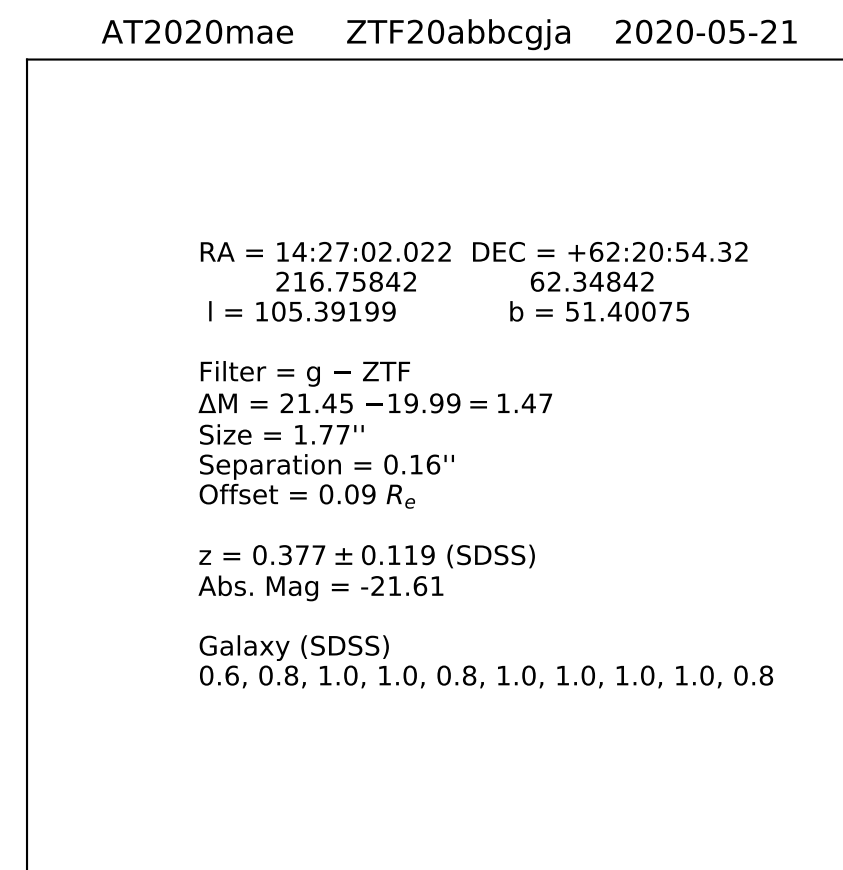 AT2020mae ZTF20abbcgja 2020-05-21
RA = 14:27:02.022 DEC = +62:20:54.32
216.75842 62.34842
l = 105.39199 b = 51.40075
Filter = g − ZTF
ΔM = 21.45 −19.99 = 1.47
Size = 1.77''
Separation = 0.16''
Offset = 0.09 Rₑ
z = 0.377 ± 0.119 (SDSS)
Abs. Mag = -21.61
Galaxy (SDSS)
0.6, 0.8, 1.0, 1.0, 0.8, 1.0, 1.0, 1.0, 1.0, 0.8